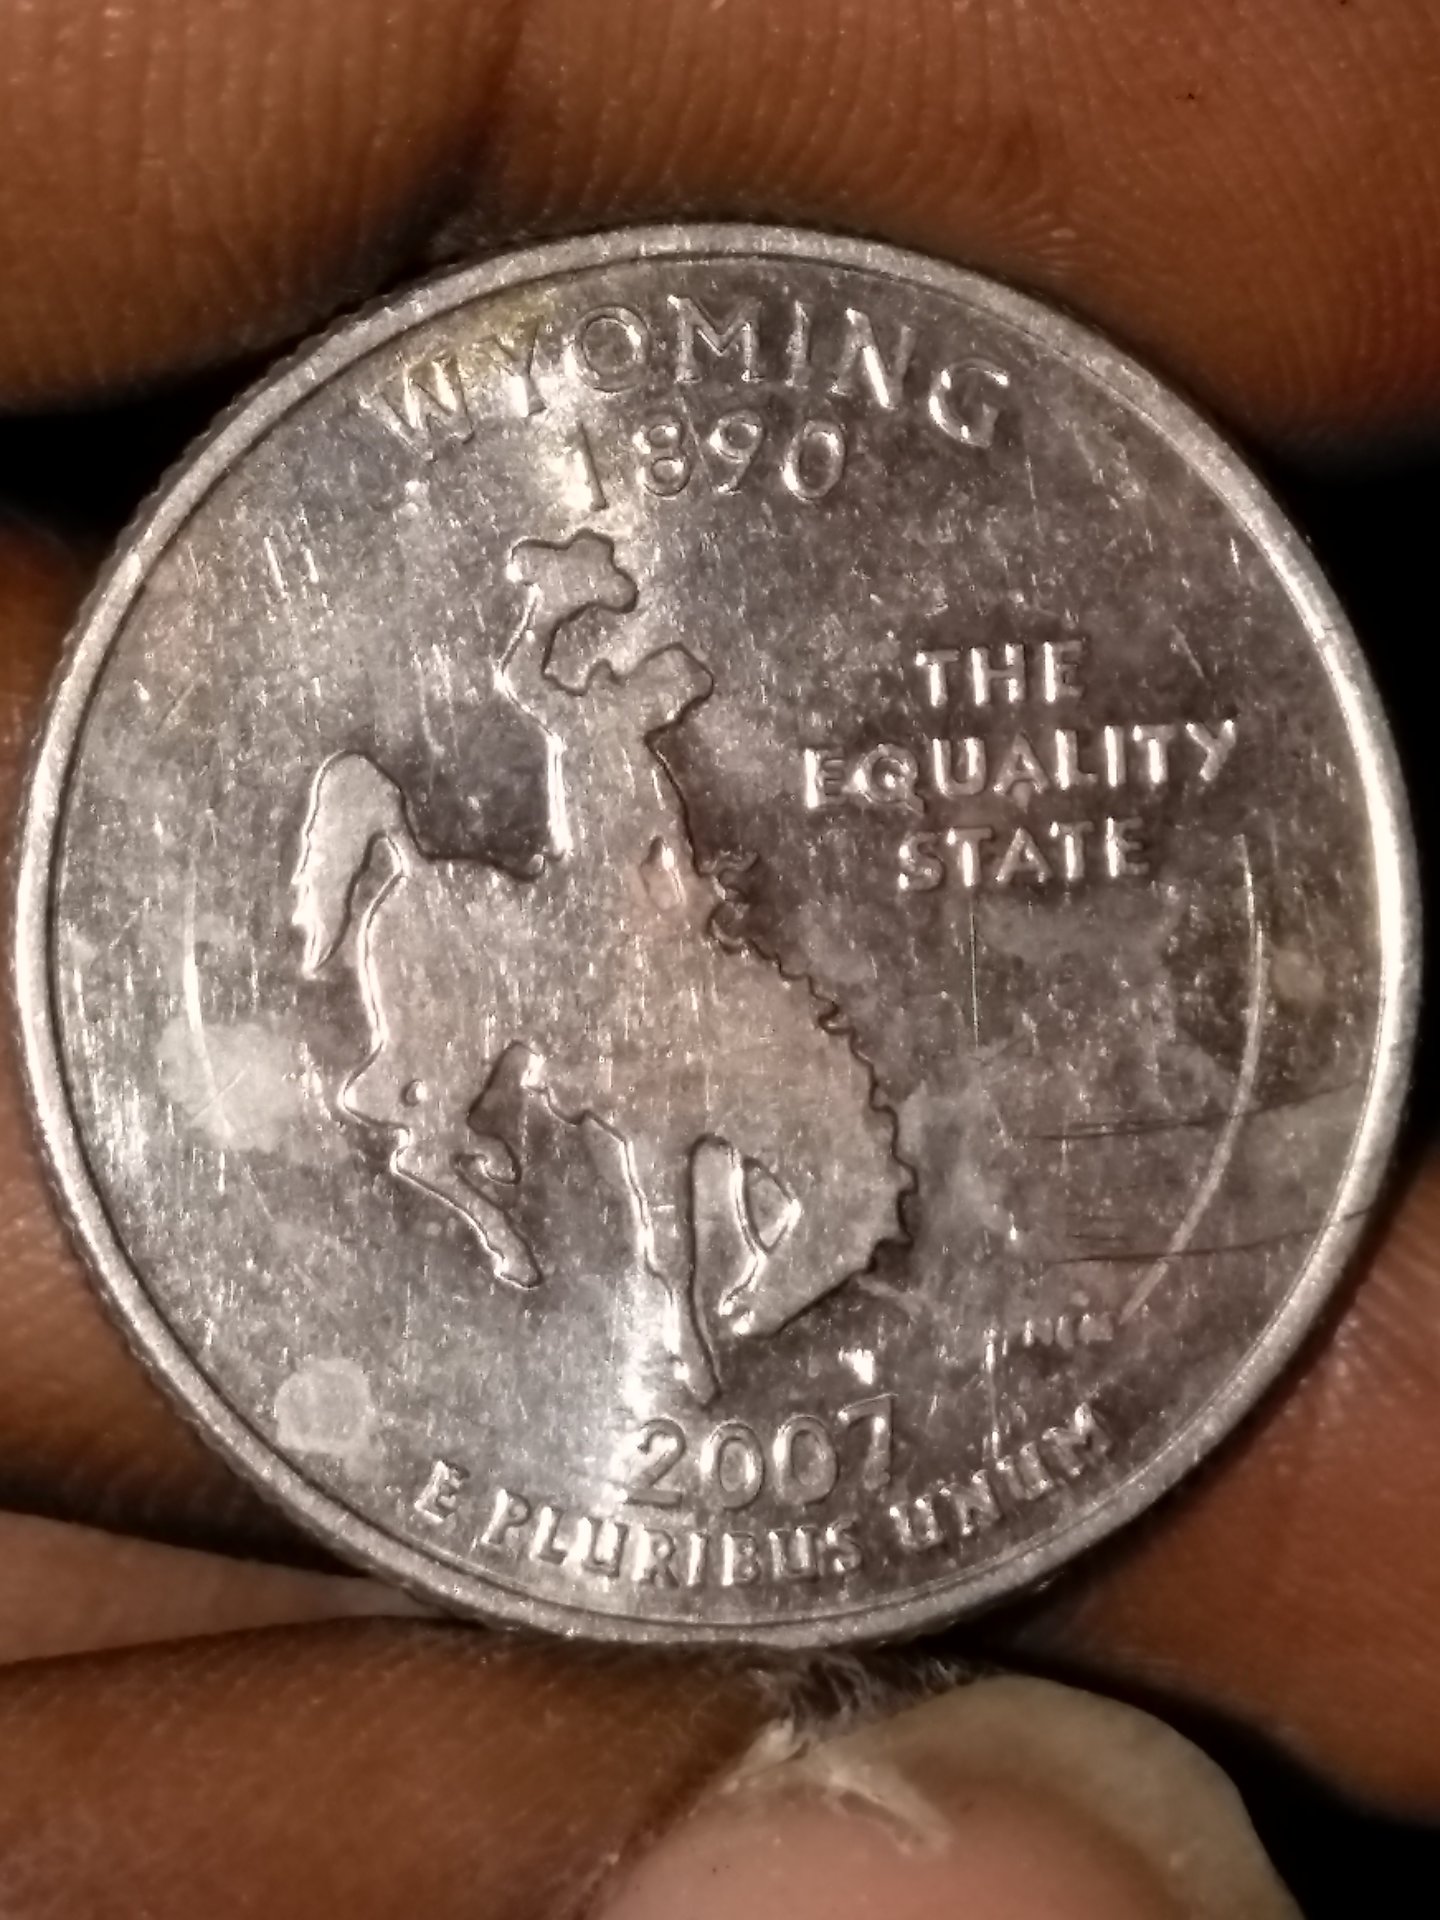 WYOMING
1890
THE
EQUALITY
STATE
2007
E PLURIBUS UNUM